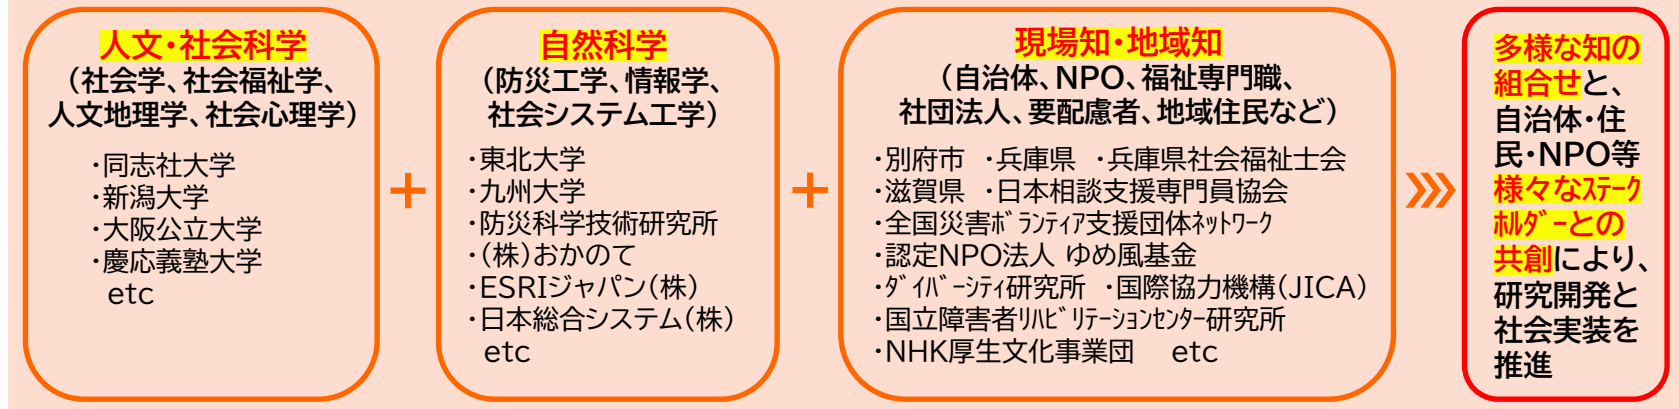 人文・社会科学
（社会学、社会福祉学、
人文地理学、社会心理学）
・同志社大学
・新潟大学
・大阪公立大学
・慶応義塾大学
etc
＋
自然科学
（防災工学、情報学、
社会システム工学）
・東北大学
・九州大学
・防災科学技術研究所
・（株）おかのて
・ESRIジャパン（株）
・日本総合システム（株）
etc
＋
現場知・地域知
（自治体、NPO、福祉専門職、
社団法人、要配慮者、地域住民など）
・別府市 ・兵庫県 ・兵庫県社会福祉士会
・滋賀県 ・日本相談支援専門員協会
・全国災害ﾎﾞﾗﾝﾃｨｱ支援団体ﾈｯﾄﾜｰｸ
・認定NPO法人 ゆめ風基金
・ﾀﾞｲﾊﾞｰｼﾃｨ研究所 ・国際協力機構（JICA）
・国立障害者ﾘﾊﾋﾞﾘﾃｰｼｮﾝｾﾝﾀｰ研究所
・NHK厚生文化事業団 etc
多様な知の
組合せと、
自治体・住
民・NPO等
様々なｽﾃｰｸ
ﾎﾙﾀﾞｰとの
共創により、
研究開発と
社会実装を
推進